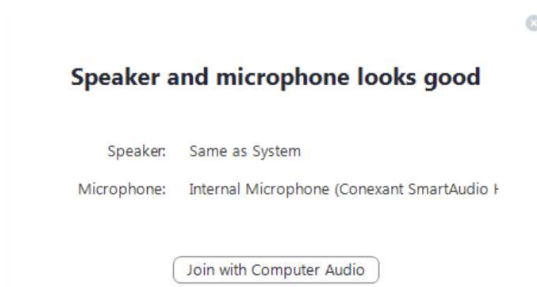 Speaker and microphone looks good
Speaker: Same as System
Microphone: Internal Microphone (Conexant SmartAudio H
Join with Computer Audio